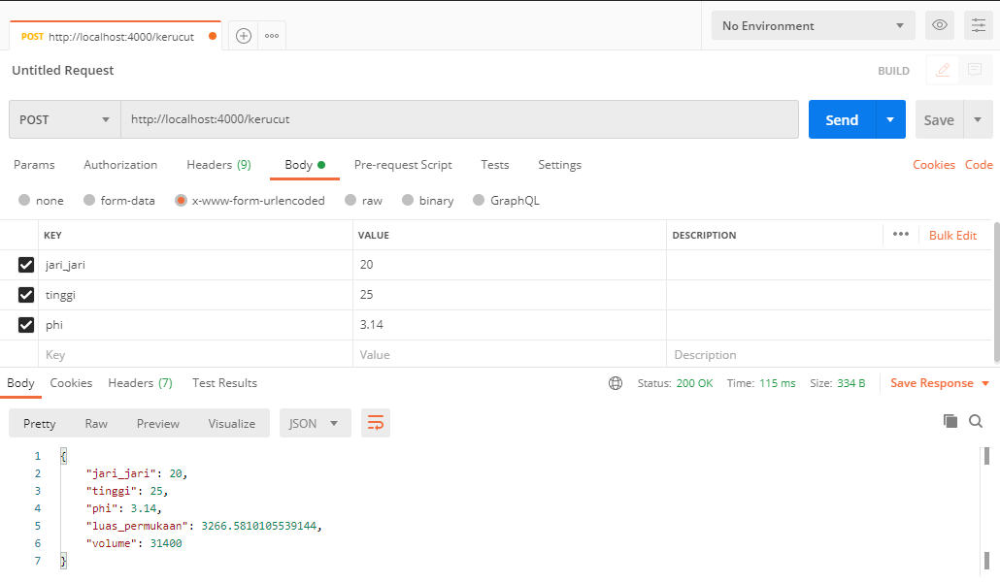 POST http://localhost:4000/kerucut
No Environment
Untitled Request
BUILD
POST http://localhost:4000/kerucut Send Save
Params Authorization Headers (9) Body Pre-request Script Tests Settings Cookies Code
none form-data x-www-form-urlencoded raw binary GraphQL
KEY VALUE DESCRIPTION ••• Bulk Edit
jari_jari 20
tinggi 25
phi 3.14
Key Value Description
Body Cookies Headers (7) Test Results Status: 200 OK Time: 115 ms Size: 334 B Save Response
Pretty Raw Preview Visualize JSON
1 {
2 "jari_jari": 20,
3 "tinggi": 25,
4 "phi": 3.14,
5 "luas_permukaan": 3266.5810105539144,
6 "volume": 31400
7 }